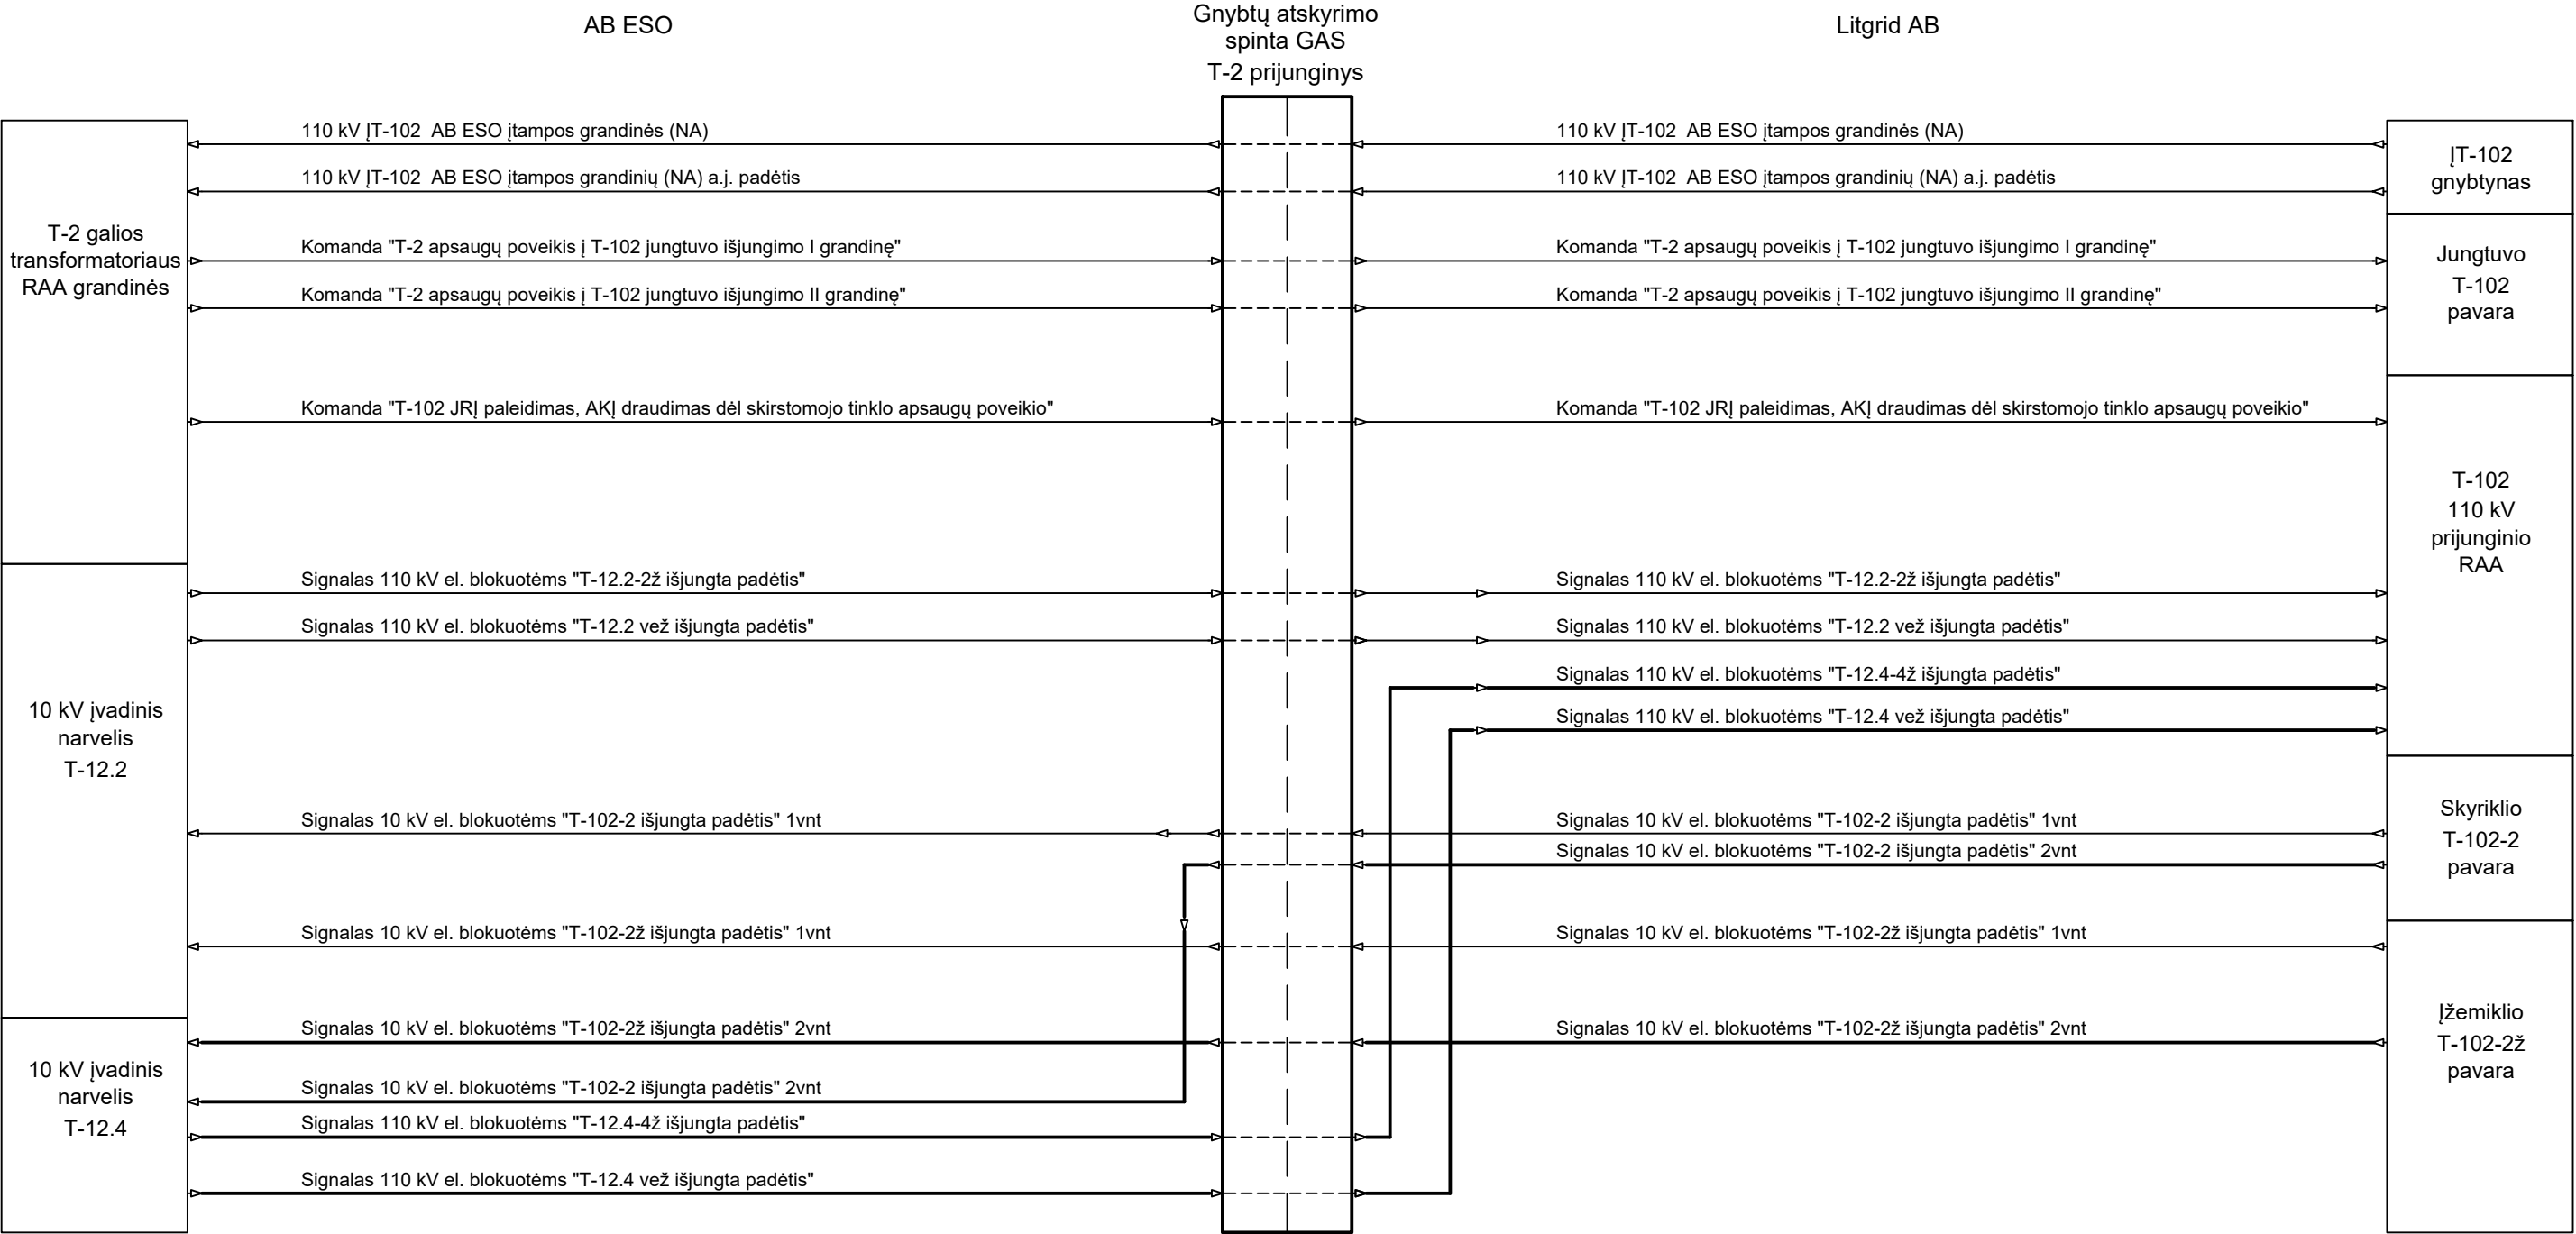 AB ESO
Gnybtų atskyrimo
spinta GAS
T-2 prijunginys
Litgrid AB
T-2 galios
transformatoriaus
RAA grandinės
10 kV įvadinis
narvelis
T-12.2
10 kV įvadinis
narvelis
T-12.4
110 kV ĮT-102  AB ESO įtampos grandinės (NA)
110 kV ĮT-102  AB ESO įtampos grandinių (NA) a.j. padėtis
Komanda "T-2 apsaugų poveikis į T-102 jungtuvo išjungimo I grandinę"
Komanda "T-2 apsaugų poveikis į T-102 jungtuvo išjungimo II grandinę"
Komanda "T-102 JRĮ paleidimas, AKĮ draudimas dėl skirstomojo tinklo apsaugų poveikio"
Signalas 110 kV el. blokuotėms "T-12.2-2ž išjungta padėtis"
Signalas 110 kV el. blokuotėms "T-12.2 vež išjungta padėtis"
Signalas 10 kV el. blokuotėms "T-102-2 išjungta padėtis" 1vnt
Signalas 10 kV el. blokuotėms "T-102-2ž išjungta padėtis" 1vnt
Signalas 10 kV el. blokuotėms "T-102-2ž išjungta padėtis" 2vnt
Signalas 10 kV el. blokuotėms "T-102-2 išjungta padėtis" 2vnt
Signalas 110 kV el. blokuotėms "T-12.4-4ž išjungta padėtis"
Signalas 110 kV el. blokuotėms "T-12.4 vež išjungta padėtis"
110 kV ĮT-102  AB ESO įtampos grandinės (NA)
110 kV ĮT-102  AB ESO įtampos grandinių (NA) a.j. padėtis
Komanda "T-2 apsaugų poveikis į T-102 jungtuvo išjungimo I grandinę"
Komanda "T-2 apsaugų poveikis į T-102 jungtuvo išjungimo II grandinę"
Komanda "T-102 JRĮ paleidimas, AKĮ draudimas dėl skirstomojo tinklo apsaugų poveikio"
Signalas 110 kV el. blokuotėms "T-12.2-2ž išjungta padėtis"
Signalas 110 kV el. blokuotėms "T-12.2 vež išjungta padėtis"
Signalas 110 kV el. blokuotėms "T-12.4-4ž išjungta padėtis"
Signalas 110 kV el. blokuotėms "T-12.4 vež išjungta padėtis"
Signalas 10 kV el. blokuotėms "T-102-2 išjungta padėtis" 1vnt
Signalas 10 kV el. blokuotėms "T-102-2 išjungta padėtis" 2vnt
Signalas 10 kV el. blokuotėms "T-102-2ž išjungta padėtis" 1vnt
Signalas 10 kV el. blokuotėms "T-102-2ž išjungta padėtis" 2vnt
ĮT-102
gnybtynas
Jungtuvo
T-102
pavara
T-102
110 kV
prijunginio
RAA
Skyriklio
T-102-2
pavara
Įžemiklio
T-102-2ž
pavara